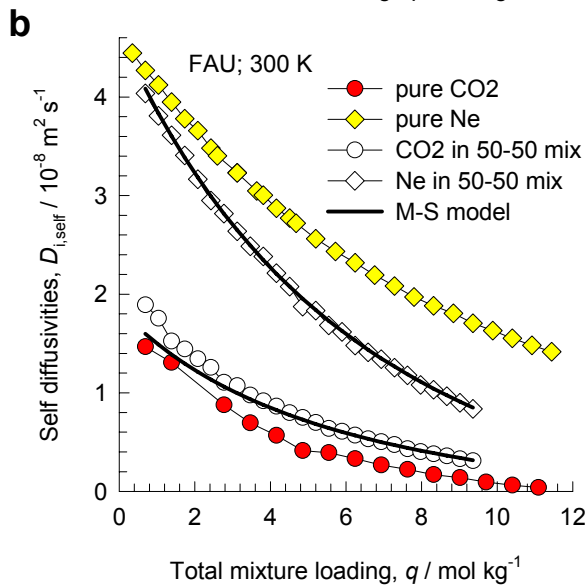 b
FAU; 300 K
pure CO2
pure Ne
CO2 in 50-50 mix
Ne in 50-50 mix
M-S model
Self diffusivities, D i,self / 10-8 m2 s-1
4
3
2
1
0
0 2 4 6 8 10 12
Total mixture loading, q / mol kg-1